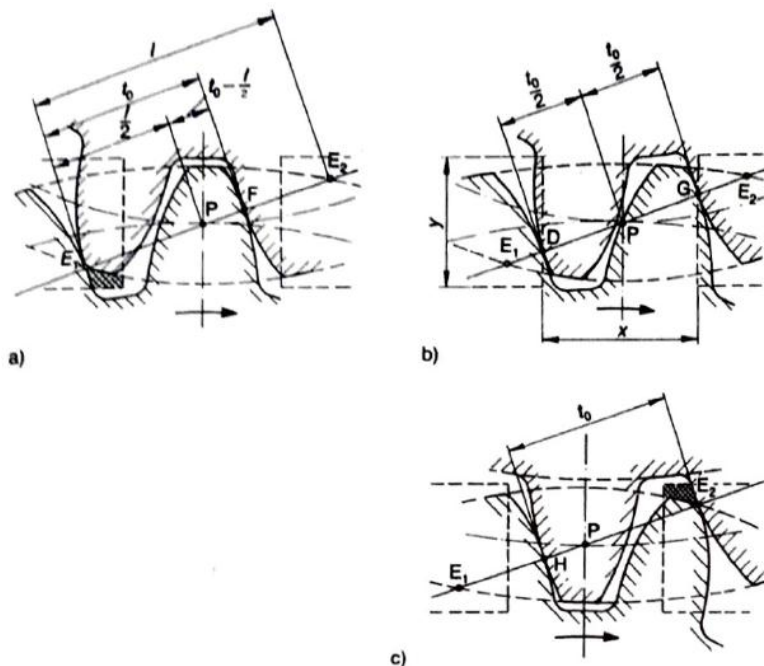 l
t₀
t₀ − l/2
l/2
E₂
F
P
E₁
a)
t₀/2
t₀/2
y
E₂
G
D
P
E₁
x
b)
t₀
E₂
P
H
E₁
c)